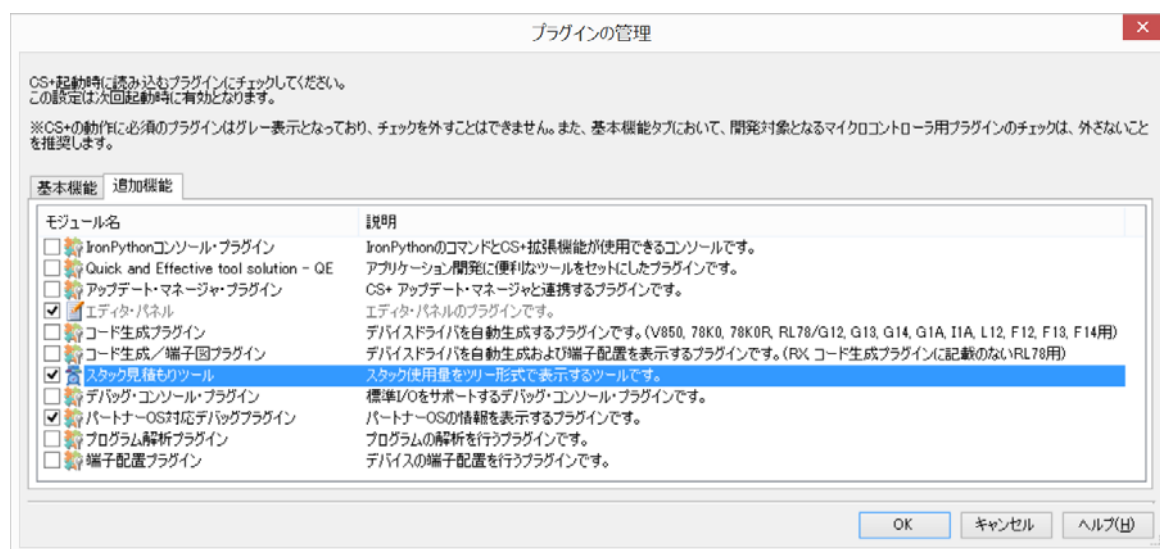 プラグインの管理
CS+起動時に読み込むプラグインにチェックしてください。
この設定は次回起動時に有効となります。
※CS+の動作に必須のプラグインはグレー表示となっており、チェックを外すことはできません。また、基本機能タブにおいて、開発対象となるマイクロコントローラ用プラグインのチェックは、外さないこと
を推奨します。
基本機能 追加機能
モジュール名 説明
IronPythonコンソール・プラグイン IronPythonのコマンドとCS+拡張機能が使用できるコンソールです。
Quick and Effective tool solution - QE アプリケーション開発に便利なツールをセットにしたプラグインです。
アップデート・マネージャ・プラグイン CS+ アップデート・マネージャと連携するプラグインです。
エディタ・パネル エディタ・パネルのプラグインです。
コード生成プラグイン デバイスドライバを自動生成するプラグインです。(V850, 78K0, 78K0R, RL78/G12, G13, G14, G1A, I1A, L12, F12, F13, F14用)
コード生成/端子図プラグイン デバイスドライバを自動生成および端子配置を表示するプラグインです。(RX, コード生成プラグインに記載のないRL78用)
スタック見積もりツール スタック使用量をツリー形式で表示するツールです。
デバッグ・コンソール・プラグイン 標準I/Oをサポートするデバッグ・コンソール・プラグインです。
パートナーOS対応デバッグプラグイン パートナーOSの情報を表示するプラグインです。
プログラム解析プラグイン プログラムの解析を行うプラグインです。
端子配置プラグイン デバイスの端子配置を行うプラグインです。
OK キャンセル ヘルプ(H)